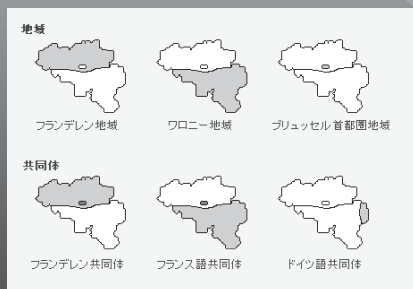 地域
フランデレン地域 ワロニー地域 ブリュッセル首都圏地域
共同体
フランデレン共同体 フランス語共同体 ドイツ語共同体